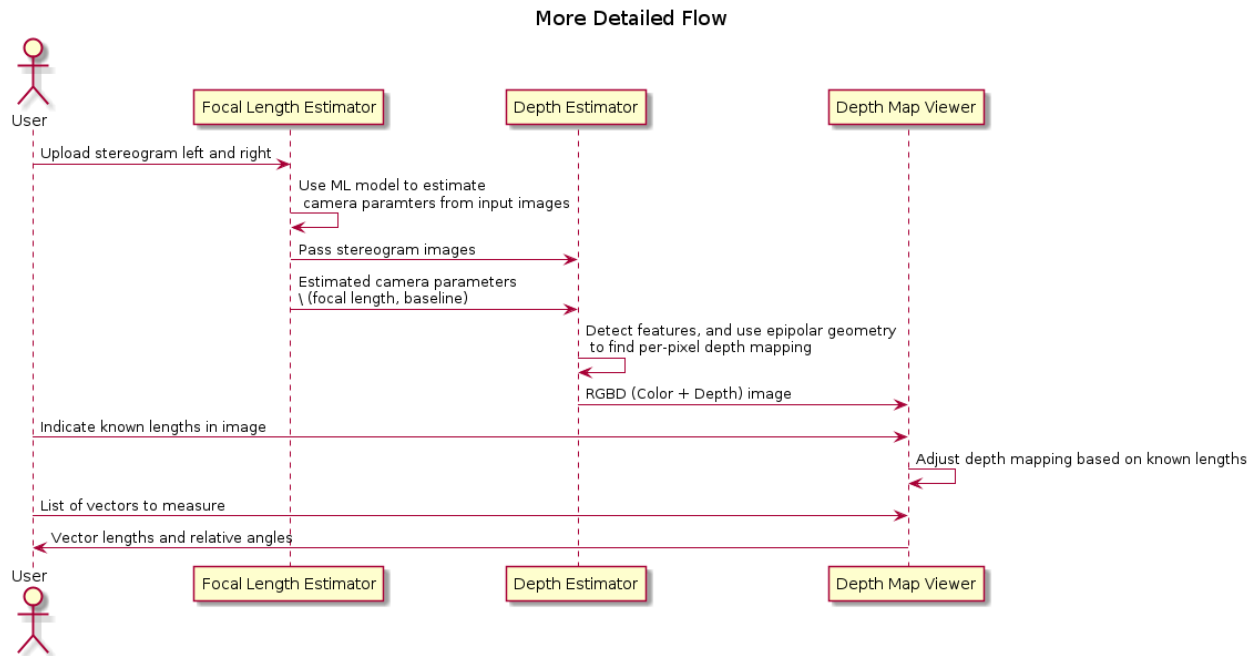 More Detailed Flow
User
Focal Length Estimator
Depth Estimator
Depth Map Viewer
Upload stereogram left and right
Use ML model to estimate
camera paramters from input images
Pass stereogram images
Estimated camera parameters
\ (focal length, baseline)
Detect features, and use epipolar geometry
to find per-pixel depth mapping
RGBD (Color + Depth) image
Indicate known lengths in image
Adjust depth mapping based on known lengths
List of vectors to measure
Vector lengths and relative angles
User
Focal Length Estimator
Depth Estimator
Depth Map Viewer